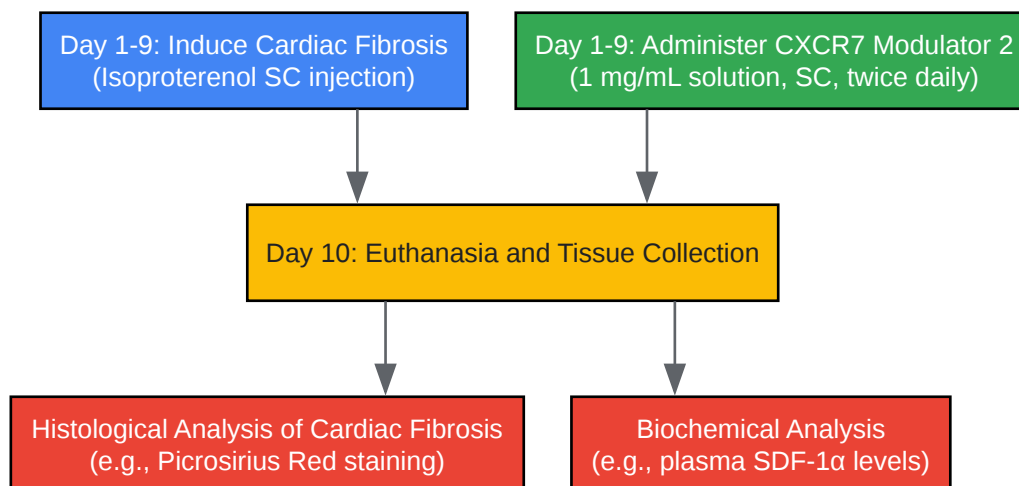 Day 1-9: Induce Cardiac Fibrosis
(Isoproterenol SC injection)
Day 1-9: Administer CXCR7 Modulator 2
(1 mg/mL solution, SC, twice daily)
Day 10: Euthanasia and Tissue Collection
Histological Analysis of Cardiac Fibrosis
(e.g., Picrosirius Red staining)
Biochemical Analysis
(e.g., plasma SDF-1α levels)